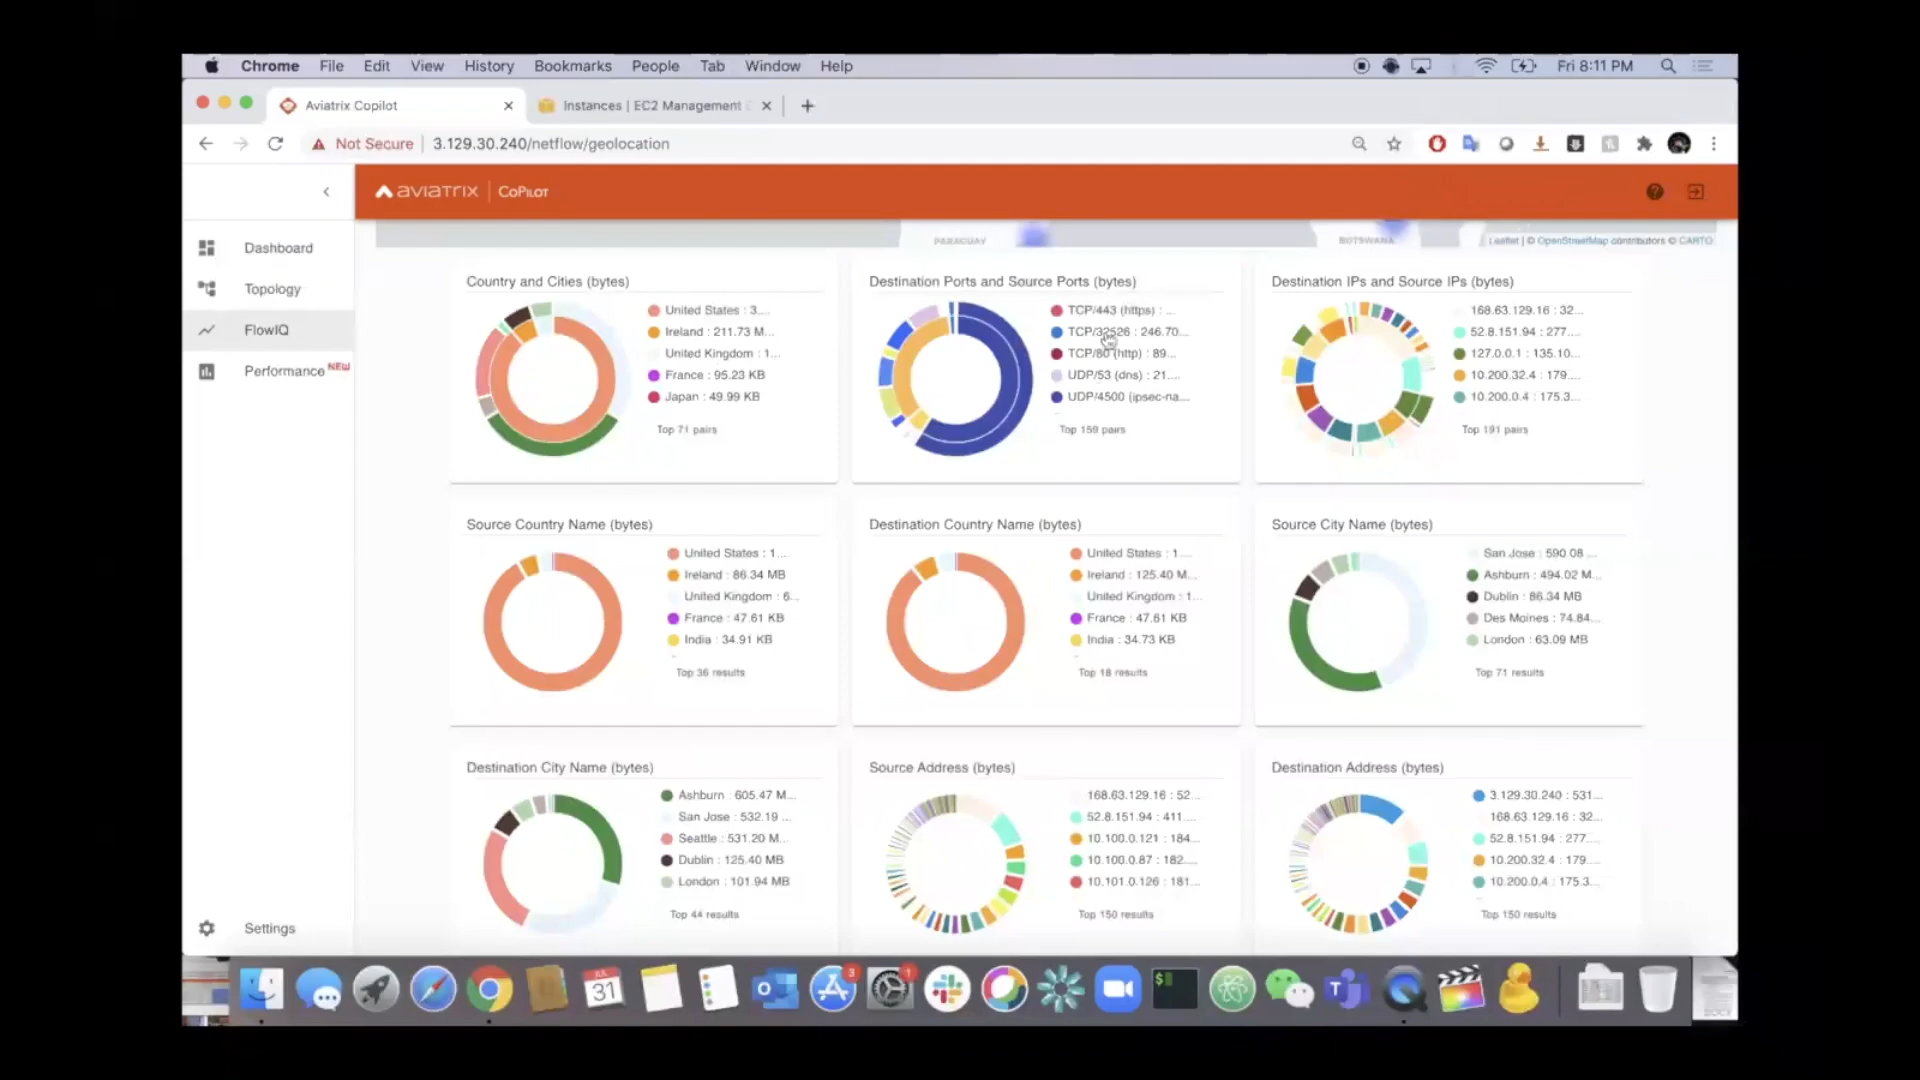 Chrome File Edit View History Bookmarks People Tab Window Help Fri 8:11 PM
Aviatrix Copilot
Instances | EC2 Management C
Not Secure 3.129.30.240/netflow/geolocation
aviatrix CoPilot
Dashboard
Topology
FlowIQ
Performance NEW
Settings
PARAGUAY
BOTSWANA
Leaflet | © OpenStreetMap contributors © CARTO
Country and Cities (bytes)
United States : 3....
Ireland : 211.73 M...
United Kingdom : 1...
France : 95.23 KB
Japan : 49.99 KB
Top 71 pairs
Destination Ports and Source Ports (bytes)
TCP/443 (https) : ...
TCP/32526 : 246.70...
TCP/80 (http) : 89...
UDP/53 (dns) : 21....
UDP/4500 (ipsec-na...
Top 159 pairs
Destination IPs and Source IPs (bytes)
168.63.129.16 : 32...
52.8.151.94 : 277....
127.0.0.1 : 135.10...
10.200.32.4 : 179....
10.200.0.4 : 175.3...
Top 191 pairs
Source Country Name (bytes)
United States : 1....
Ireland : 86.34 MB
United Kingdom : 6...
France : 47.61 KB
India : 34.91 KB
Top 36 results
Destination Country Name (bytes)
United States : 1....
Ireland : 125.40 M...
United Kingdom : 1...
France : 47.61 KB
India : 34.73 KB
Top 18 results
Source City Name (bytes)
San Jose : 590.08 ...
Ashburn : 494.02 M...
Dublin : 86.34 MB
Des Moines : 74.84...
London : 63.09 MB
Top 71 results
Destination City Name (bytes)
Ashburn : 605.47 M...
San Jose : 532.19 ...
Seattle : 531.20 M...
Dublin : 125.40 MB
London : 101.94 MB
Top 44 results
Source Address (bytes)
168.63.129.16 : 52...
52.8.151.94 : 411....
10.100.0.121 : 184...
10.100.0.87 : 182....
10.101.0.126 : 181...
Top 150 results
Destination Address (bytes)
3.129.30.240 : 531...
168.63.129.16 : 32...
52.8.151.94 : 277....
10.200.32.4 : 179....
10.200.0.4 : 175.3...
Top 150 results
JUL
31
3
1
DOCX